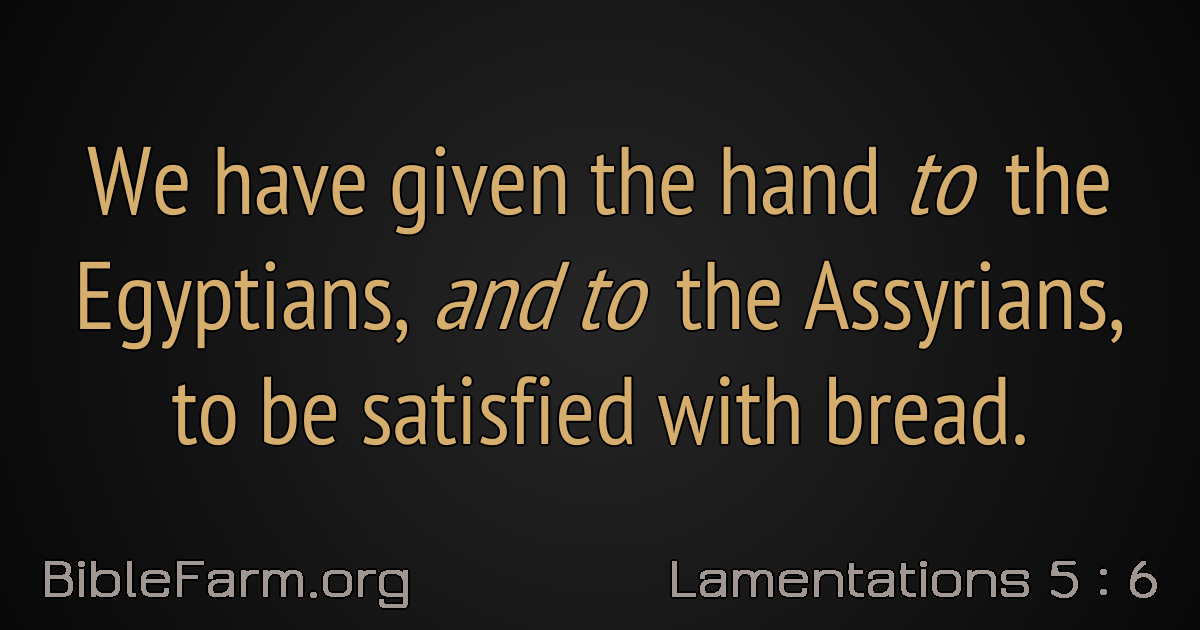 We have given the hand to the
Egyptians, and to the Assyrians,
to be satisfied with bread.
BibleFarm.org
Lamentations 5 : 6